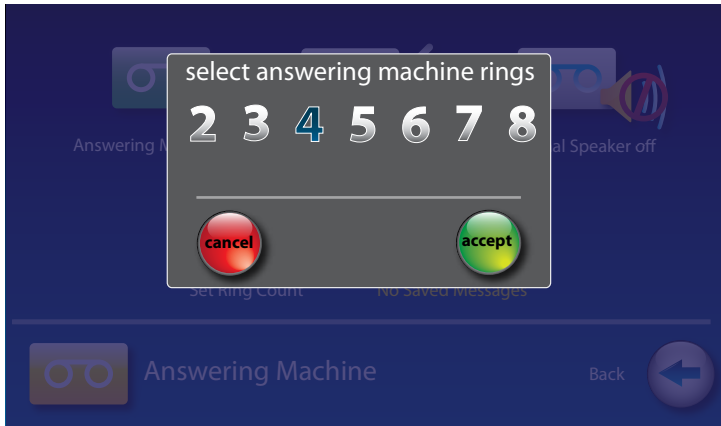 select answering machine rings
2 3 4 5 6 7 8
Answering M
al Speaker off
cancel
accept
Set Ring Count
No Saved Messages
Answering Machine
Back